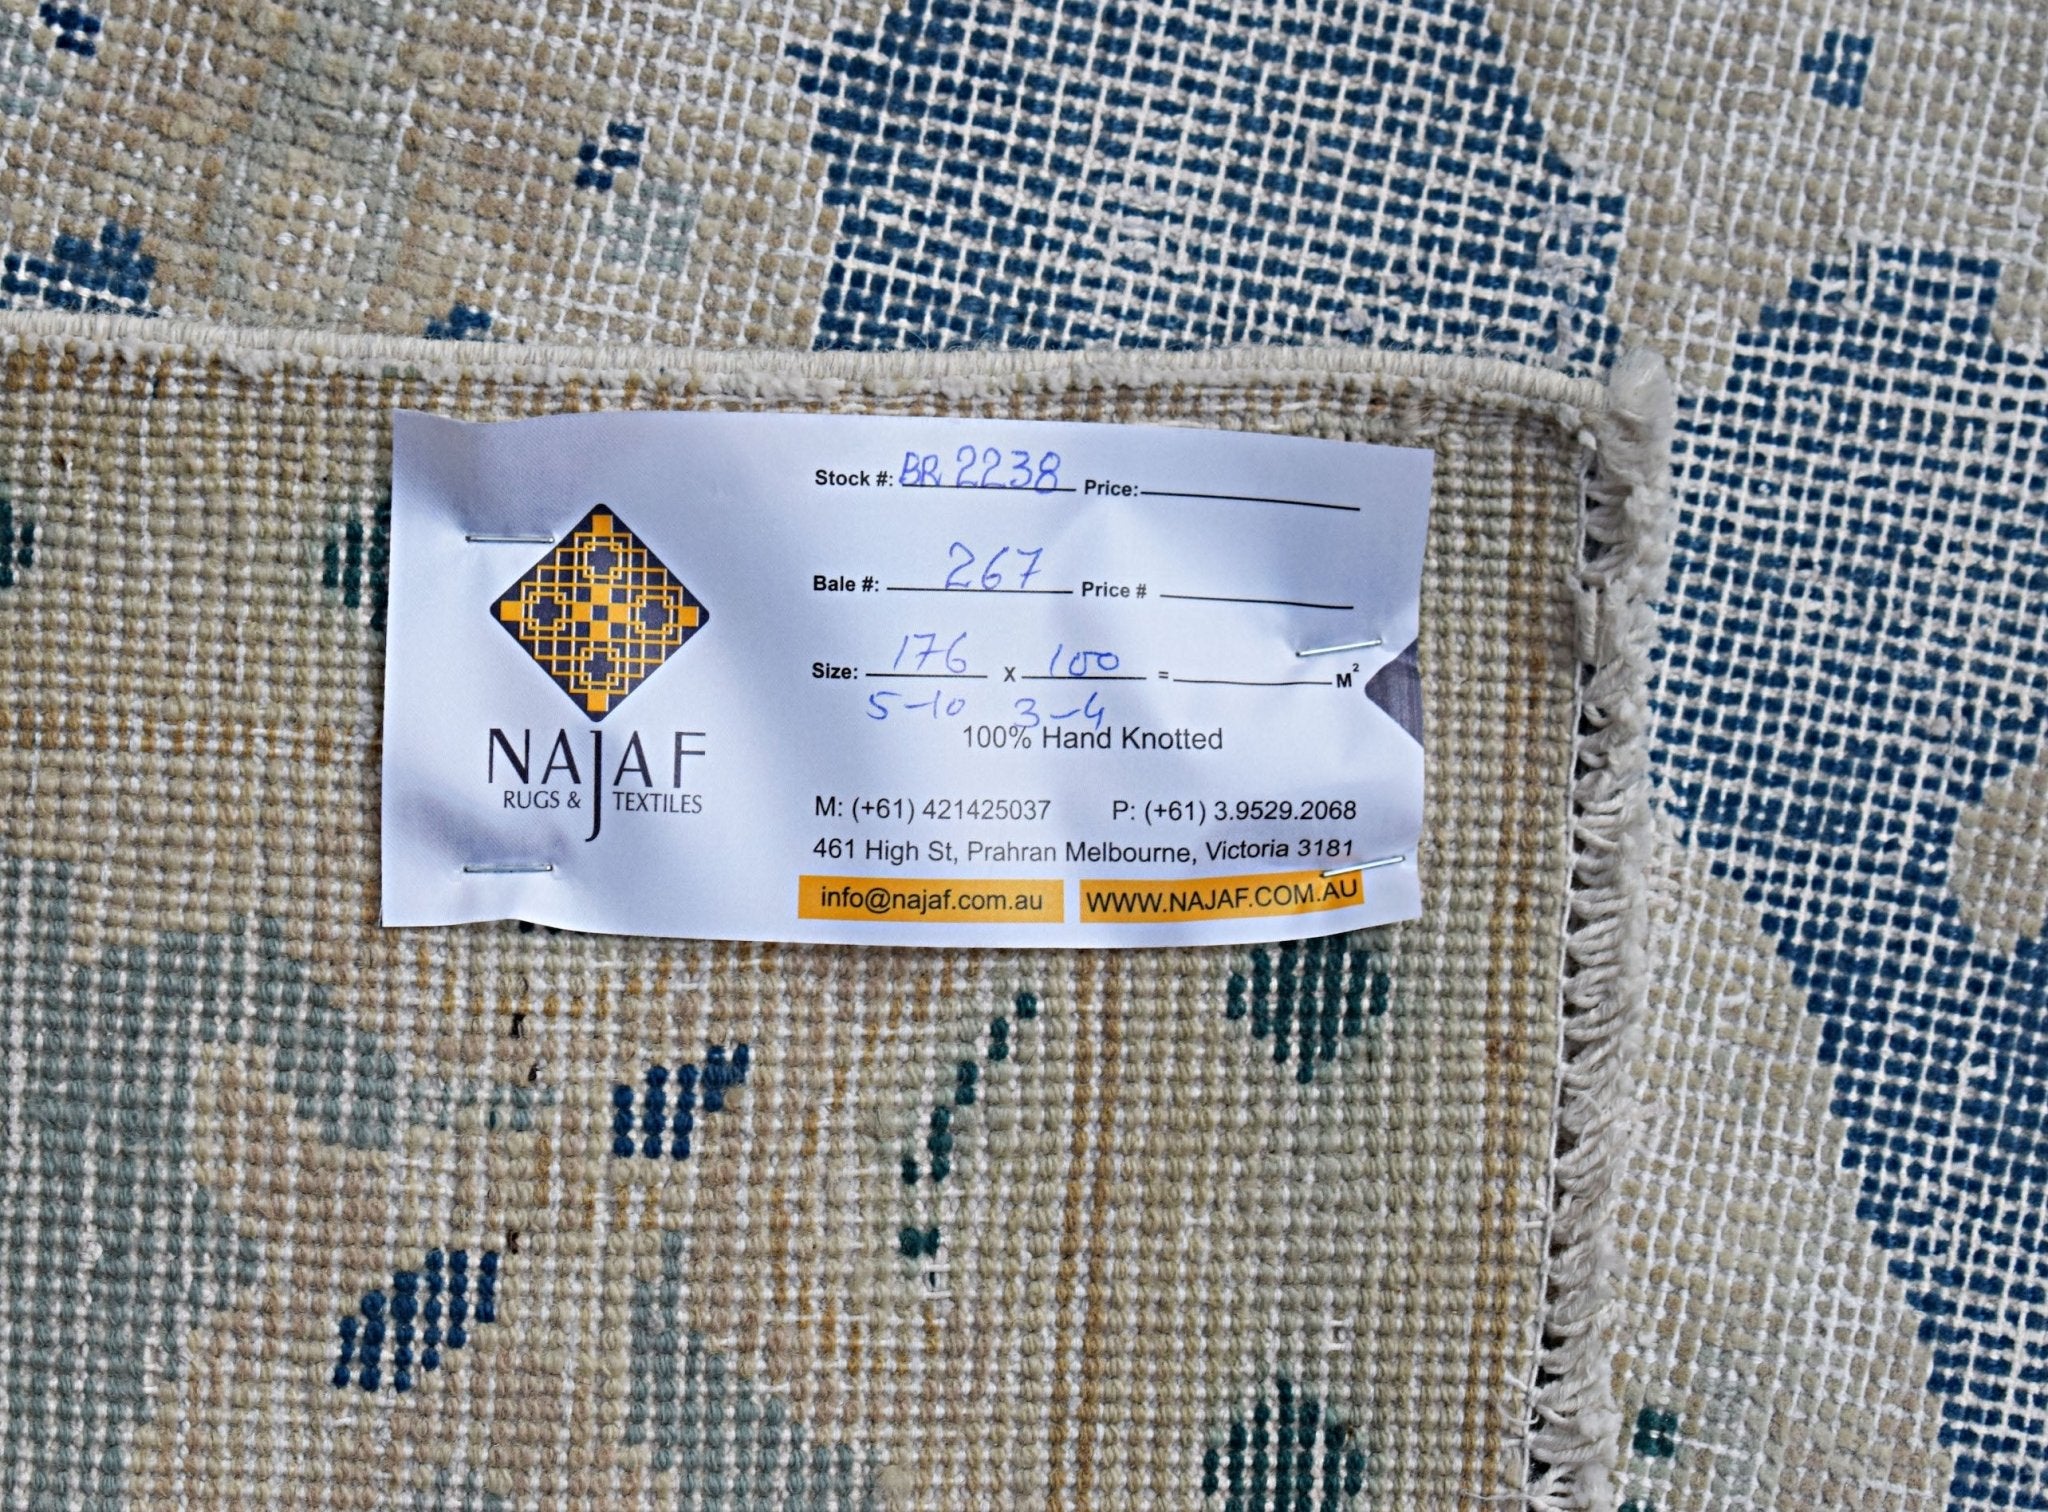 Stock #: BR 2238 Price:
Bale #: 267 Price #
Size: 176 x 100 = M²
5-10 3-4
100% Hand Knotted
NAJAF
RUGS & TEXTILES
M: (+61) 421425037 P: (+61) 3.9529.2068
461 High St, Prahran Melbourne, Victoria 3181
info@najaf.com.au WWW.NAJAF.COM.AU